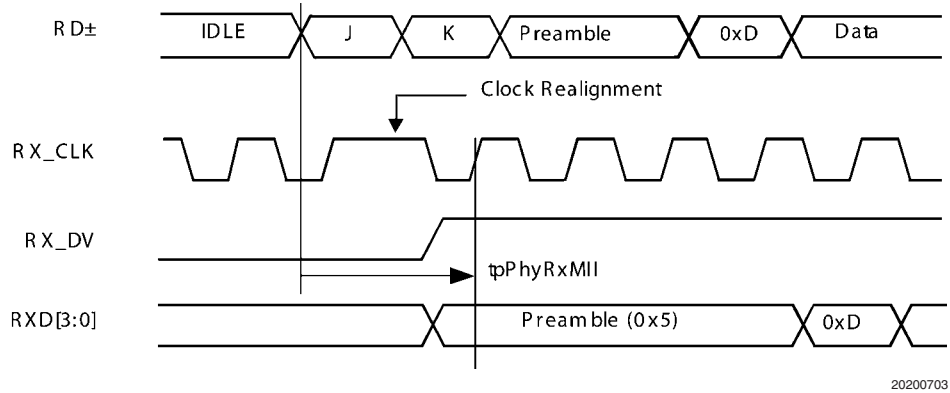 RD± IDLE J K Preamble 0xD Data
Clock Realignment
RX_CLK
RX_DV
tpPhyRxMII
RXD[3:0] Preamble (0x5) 0xD
20200703